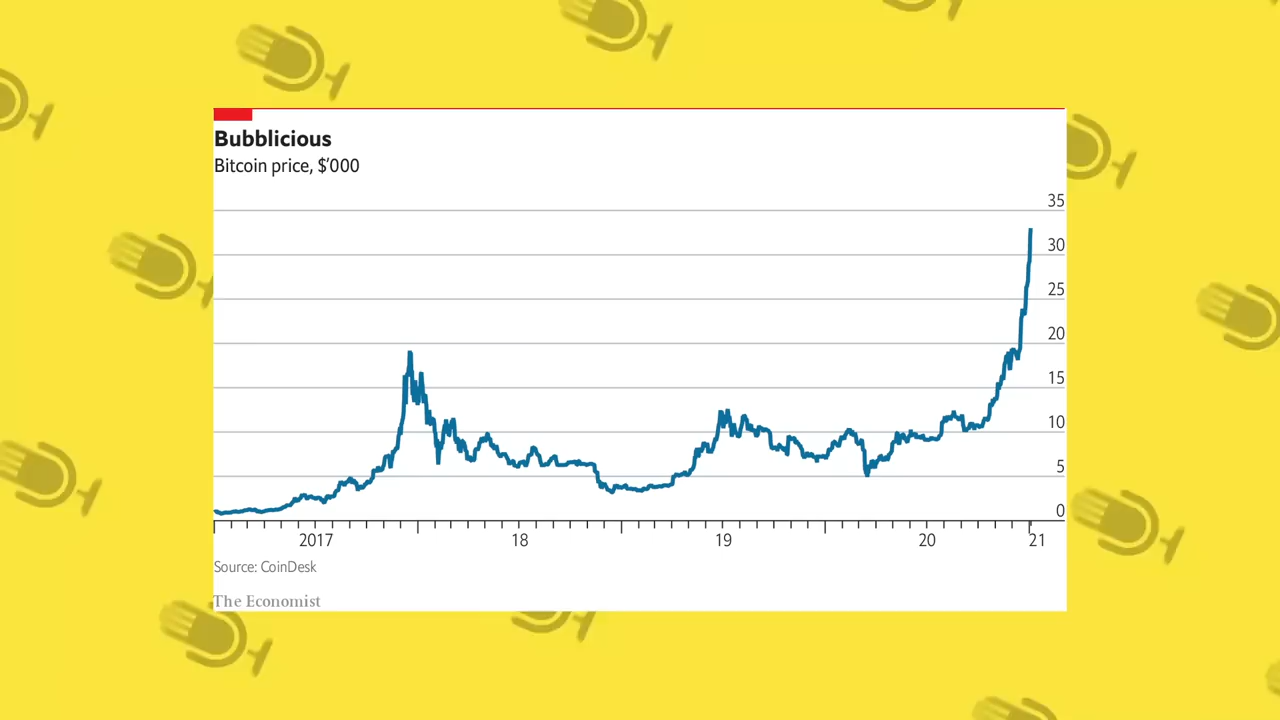 Bubblicious
Bitcoin price, $'000
35
30
25
20
15
10
5
0
2017 18 19 20 21
Source: CoinDesk
The Economist